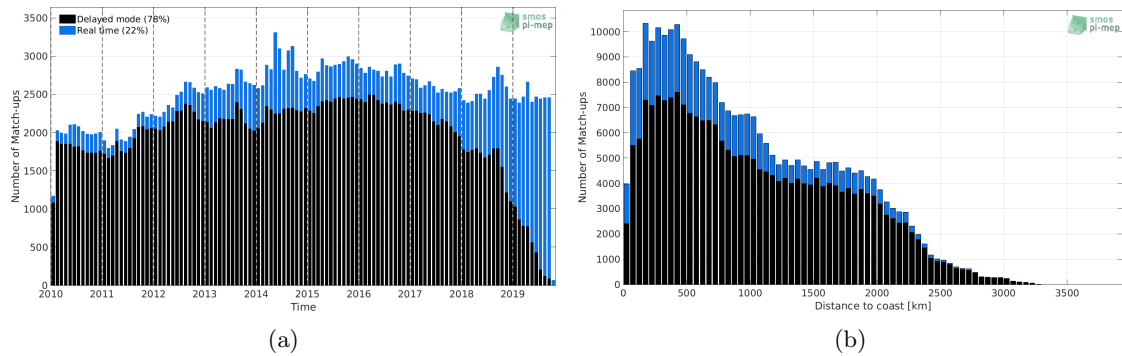 Delayed mode (78%)
Real time (22%)
smos
pi-mep
Number of Match-ups
3500
3000
2500
2000
1500
1000
500
0
2010 2011 2012 2013 2014 2015 2016 2017 2018 2019
Time
(a)
smos
pi-mep
Number of Match-ups
10000
9000
8000
7000
6000
5000
4000
3000
2000
1000
0
0 500 1000 1500 2000 2500 3000 3500
Distance to coast [km]
(b)